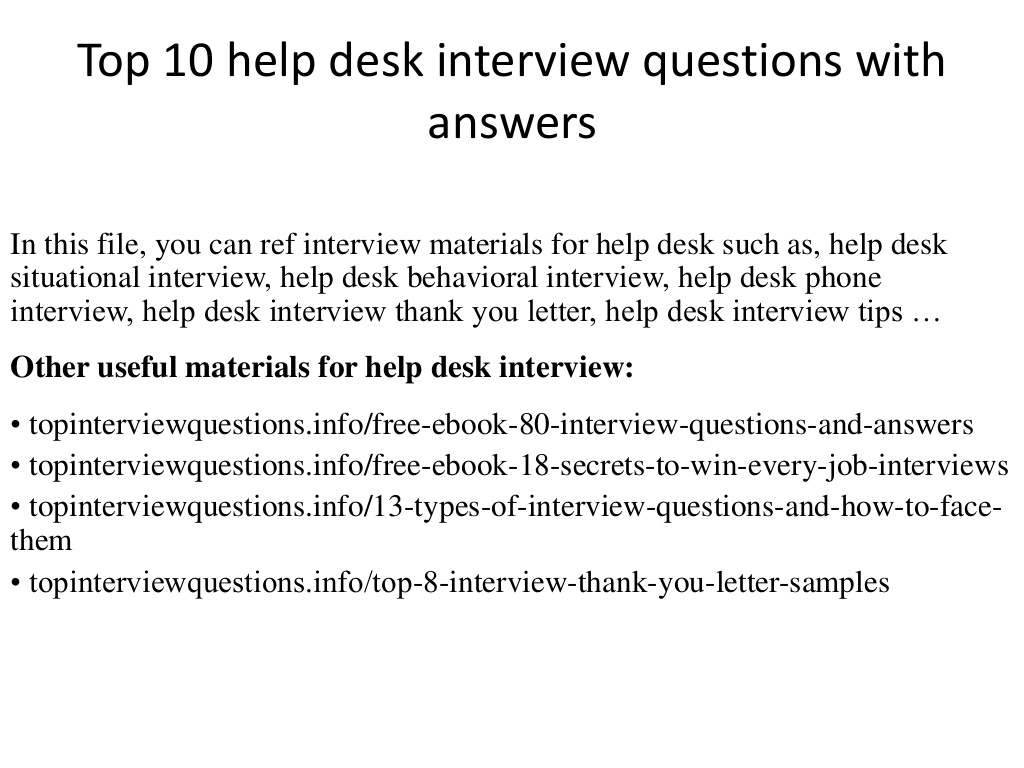 Top 10 help desk interview questions with
answers
In this file, you can ref interview materials for help desk such as, help desk
situational interview, help desk behavioral interview, help desk phone
interview, help desk interview thank you letter, help desk interview tips …
Other useful materials for help desk interview:
• topinterviewquestions.info/free-ebook-80-interview-questions-and-answers
• topinterviewquestions.info/free-ebook-18-secrets-to-win-every-job-interviews
• topinterviewquestions.info/13-types-of-interview-questions-and-how-to-face-
them
• topinterviewquestions.info/top-8-interview-thank-you-letter-samples